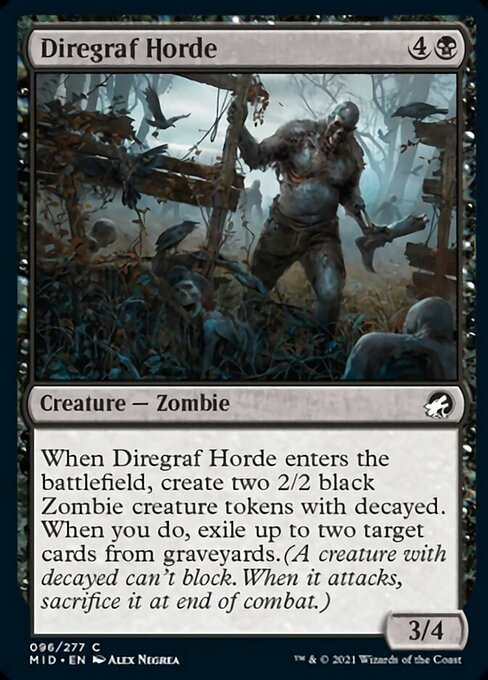 Diregraf Horde 4
Creature — Zombie
When Diregraf Horde enters the
battlefield, create two 2/2 black
Zombie creature tokens with decayed.
When you do, exile up to two target
cards from graveyards.(A creature with
decayed can't block. When it attacks,
sacrifice it at end of combat.)
3/4
096/277 C
MID • EN Alex Negrea
™ & © 2021 Wizards of the Coast